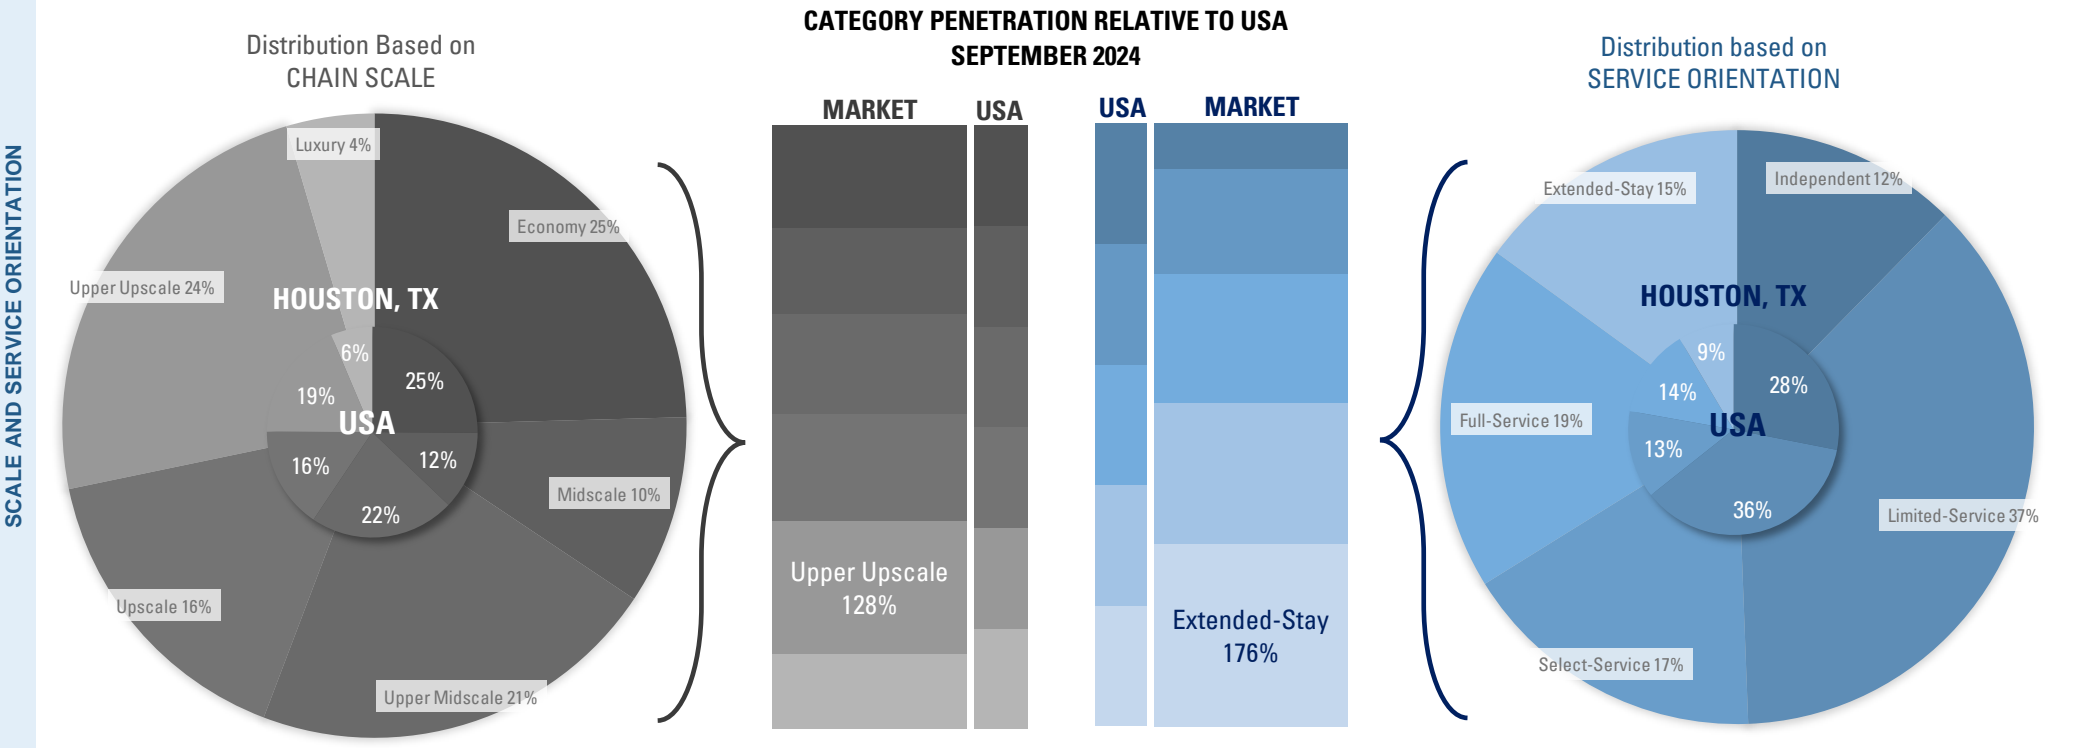 SCALE AND SERVICE ORIENTATION
Distribution Based on
CHAIN SCALE
Luxury 4%
Economy 25%
Upper Upscale 24%
HOUSTON, TX
6%
25%
19%
USA
16%
12%
22%
Midscale 10%
Upscale 16%
Upper Midscale 21%
CATEGORY PENETRATION RELATIVE TO USA
SEPTEMBER 2024
MARKET
USA
USA
MARKET
Upper Upscale
128%
Extended-Stay
176%
Distribution based on
SERVICE ORIENTATION
Extended-Stay 15%
Independent 12%
HOUSTON, TX
9%
28%
14%
Full-Service 19%
USA
13%
36%
Limited-Service 37%
Select-Service 17%